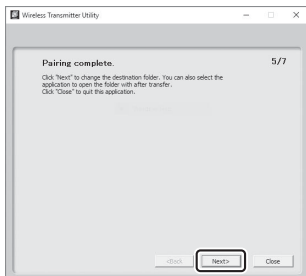 Wireless Transmitter Utility
Pairing complete.
5/7
Click "Next" to change the destination folder. You can also select the
application to open the folder with after transfer.
Click "Close" to quit this application.
<Back
Next>
Close